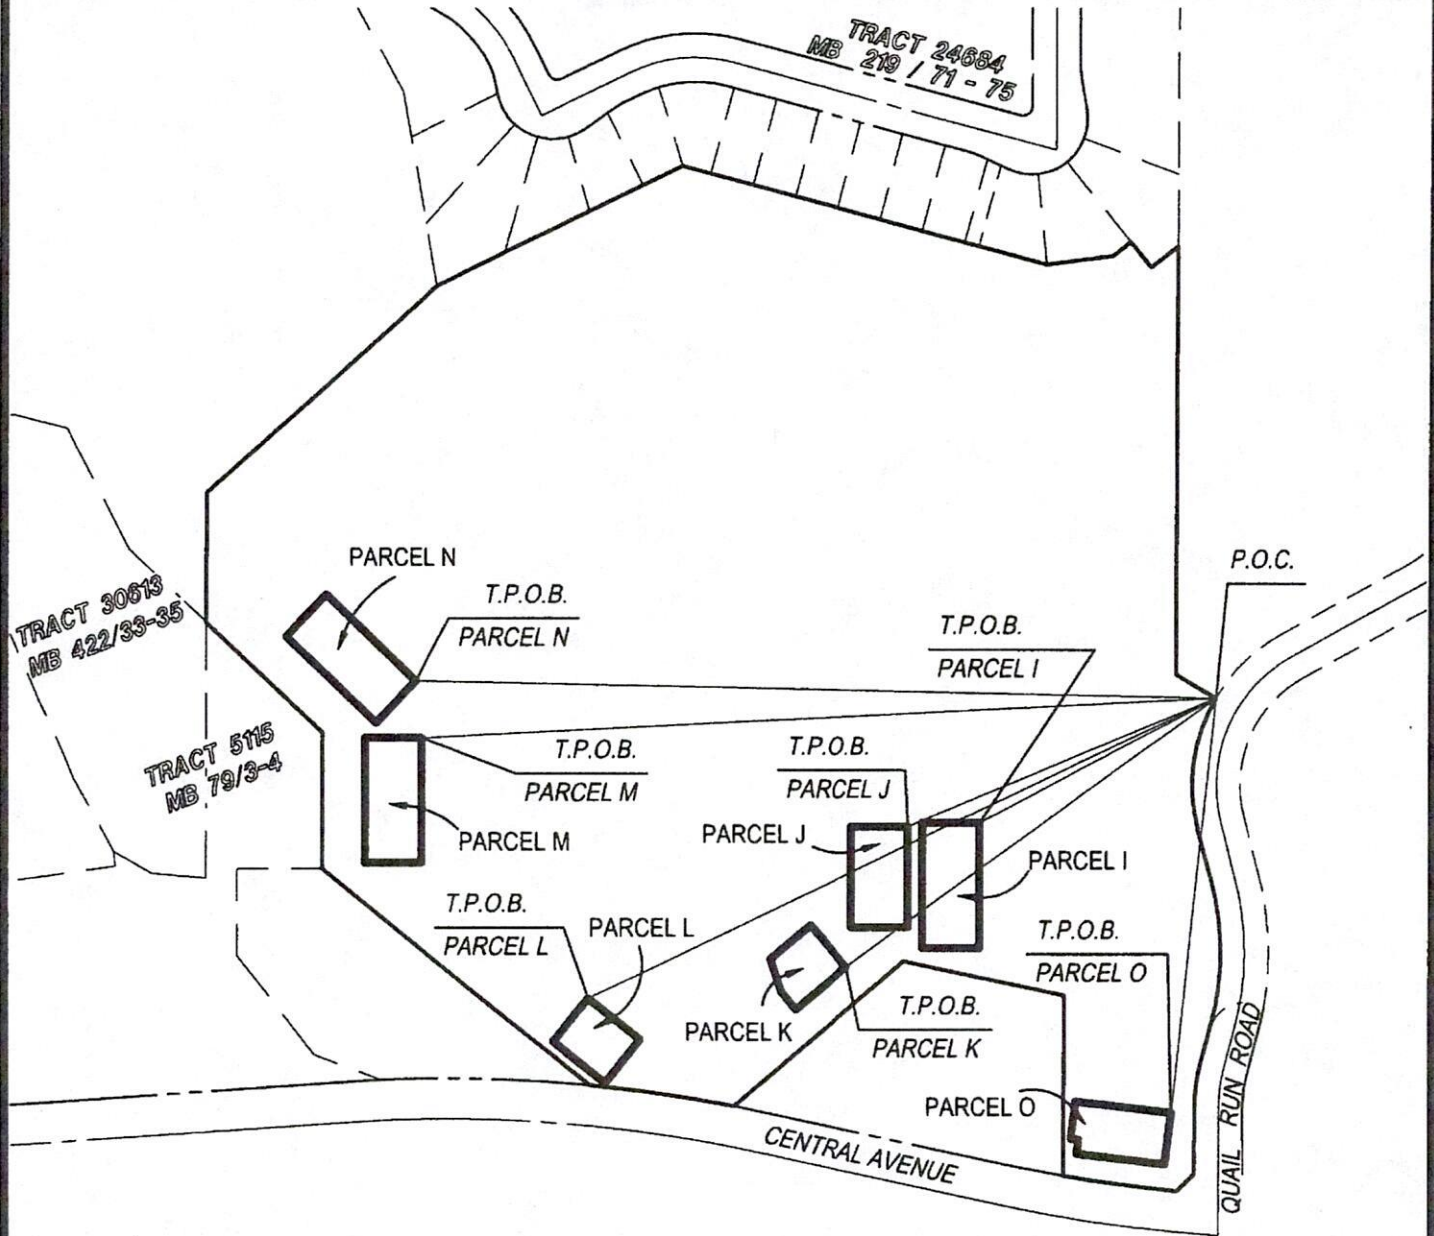 TRACT 24684
MB 219 / 71 - 75
PARCEL N
T.P.O.B.
PARCEL N
P.O.C.
TRACT 30613
MB 422/33-35
T.P.O.B.
PARCEL I
TRACT 5115
MB 79/3-4
T.P.O.B.
PARCEL M
T.P.O.B.
PARCEL J
PARCEL M
PARCEL J
PARCEL I
T.P.O.B.
PARCEL L
PARCEL L
T.P.O.B.
PARCEL O
PARCEL K
T.P.O.B.
PARCEL K
PARCEL O
CENTRAL AVENUE
QUAIL RUN ROAD